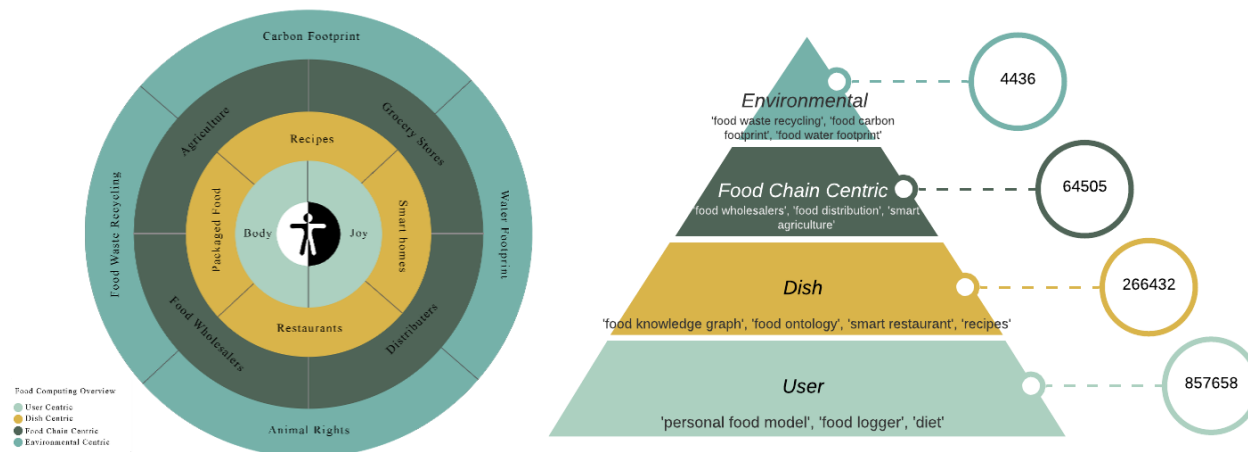 Carbon Footprint
Agriculture
Grocery Stores
Recipes
Food Waste Recycling
Packaged Food
Body
Joy
Smart homes
Water Footprint
Restaurants
Food Wholesalers
Distributers
Animal Rights
Food Computing Overview
User Centric
Dish Centric
Food Chain Centric
Environmental Centric
Environmental
'food waste recycling', 'food carbon
footprint', 'food water footprint'
4436
Food Chain Centric
'food wholesalers', 'food distribution', 'smart
agriculture'
64505
Dish
'food knowledge graph', 'food ontology', 'smart restaurant', 'recipes'
266432
User
'personal food model', 'food logger', 'diet'
857658